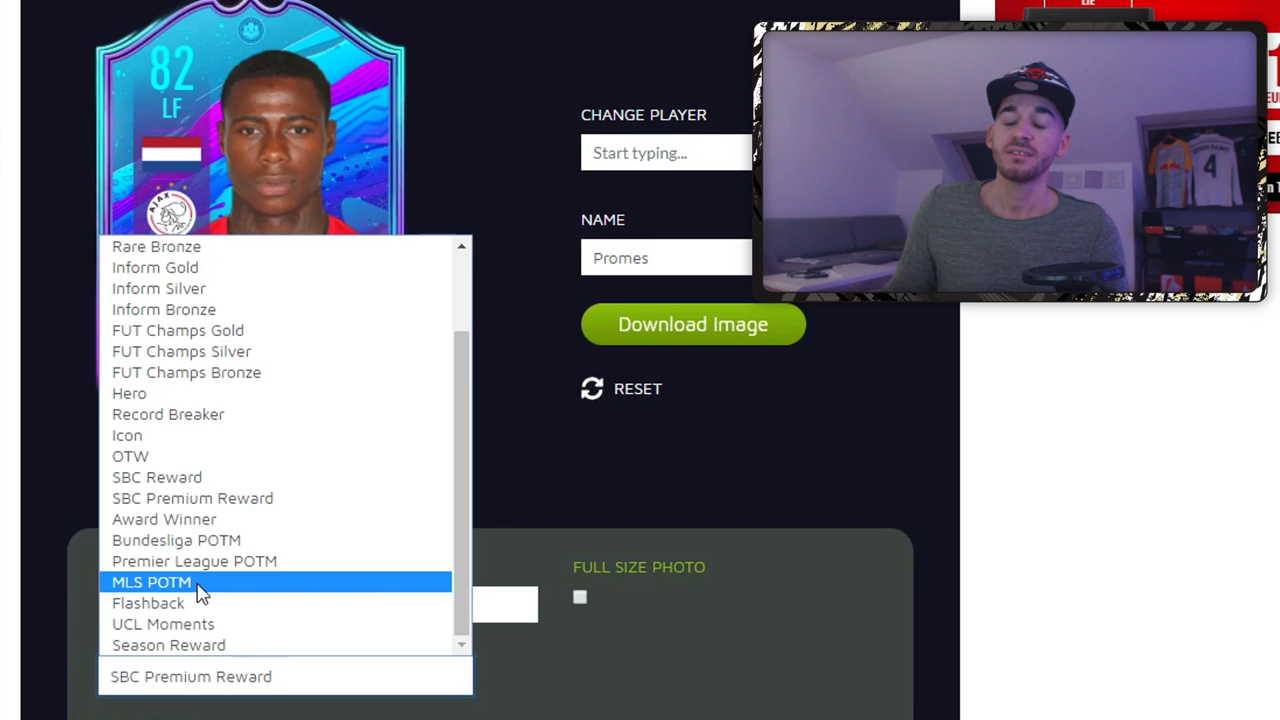 82
LF
AJAX
CHANGE PLAYER
Start typing...
NAME
Promes
Download Image
RESET
Rare Bronze
Inform Gold
Inform Silver
Inform Bronze
FUT Champs Gold
FUT Champs Silver
FUT Champs Bronze
Hero
Record Breaker
Icon
OTW
SBC Reward
SBC Premium Reward
Award Winner
Bundesliga POTM
Premier League POTM
MLS POTM
Flashback
UCL Moments
Season Reward
SBC Premium Reward
FULL SIZE PHOTO
4